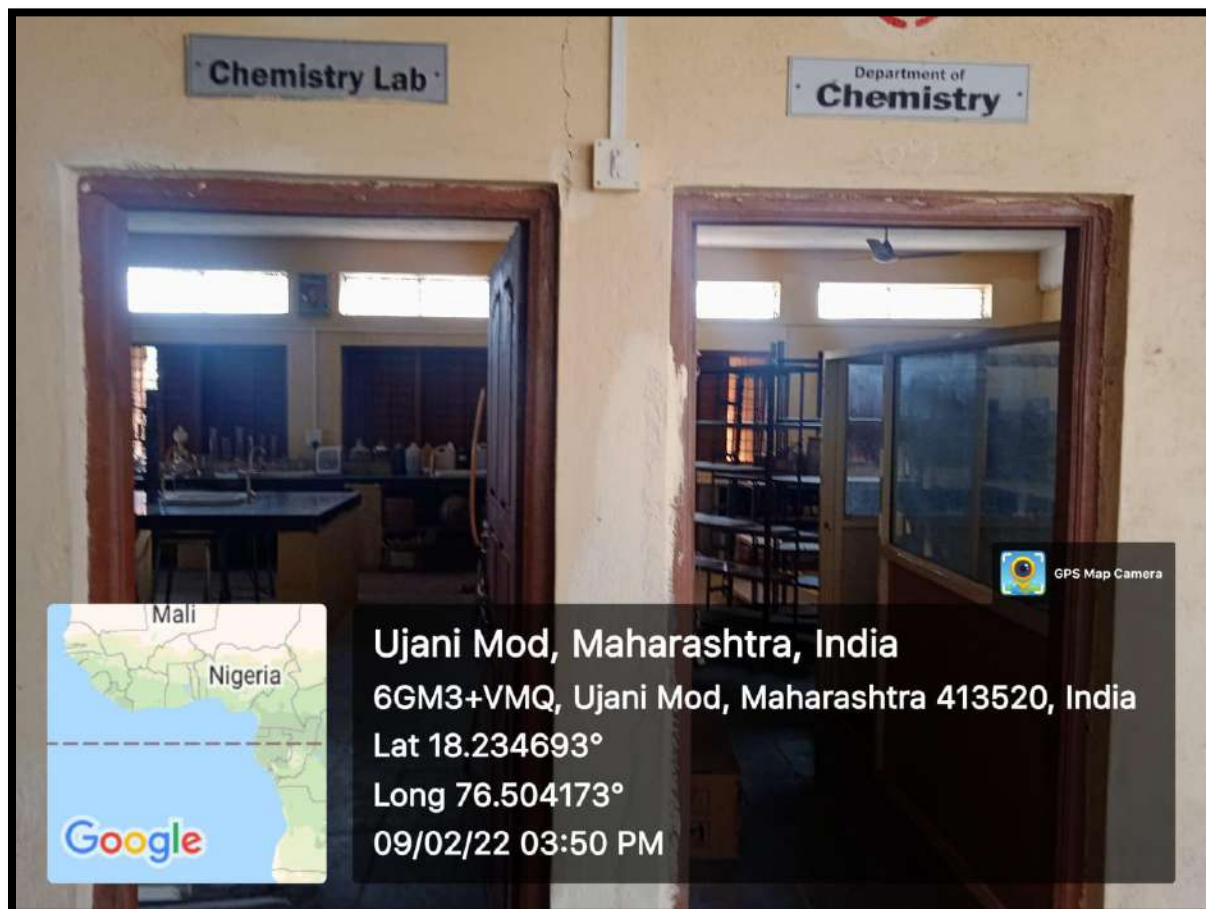 Chemistry Lab
Department of
Chemistry
GPS Map Camera
Mali
Nigeria
Google
Ujani Mod, Maharashtra, India
6GM3+VMQ, Ujani Mod, Maharashtra 413520, India
Lat 18.234693°
Long 76.504173°
09/02/22 03:50 PM